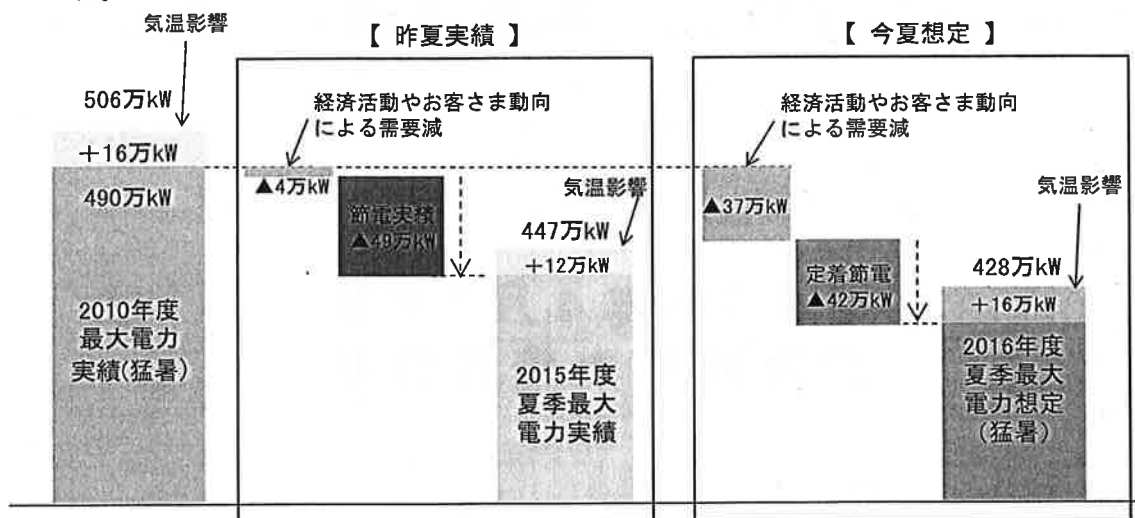 気温影響
506万kW
+16万kW
490万kW
2010年度
最大電力
実績(猛暑)
【 昨夏実績 】
経済活動やお客さま動向
による需要減
▲4万kW
節電実積
▲49万kW
気温影響
447万kW
+12万kW
2015年度
夏季最大
電力実績
【 今夏想定 】
経済活動やお客さま動向
による需要減
▲37万kW
定着節電
▲42万kW
気温影響
428万kW
+16万kW
2016年度
夏季最大
電力想定
(猛暑)